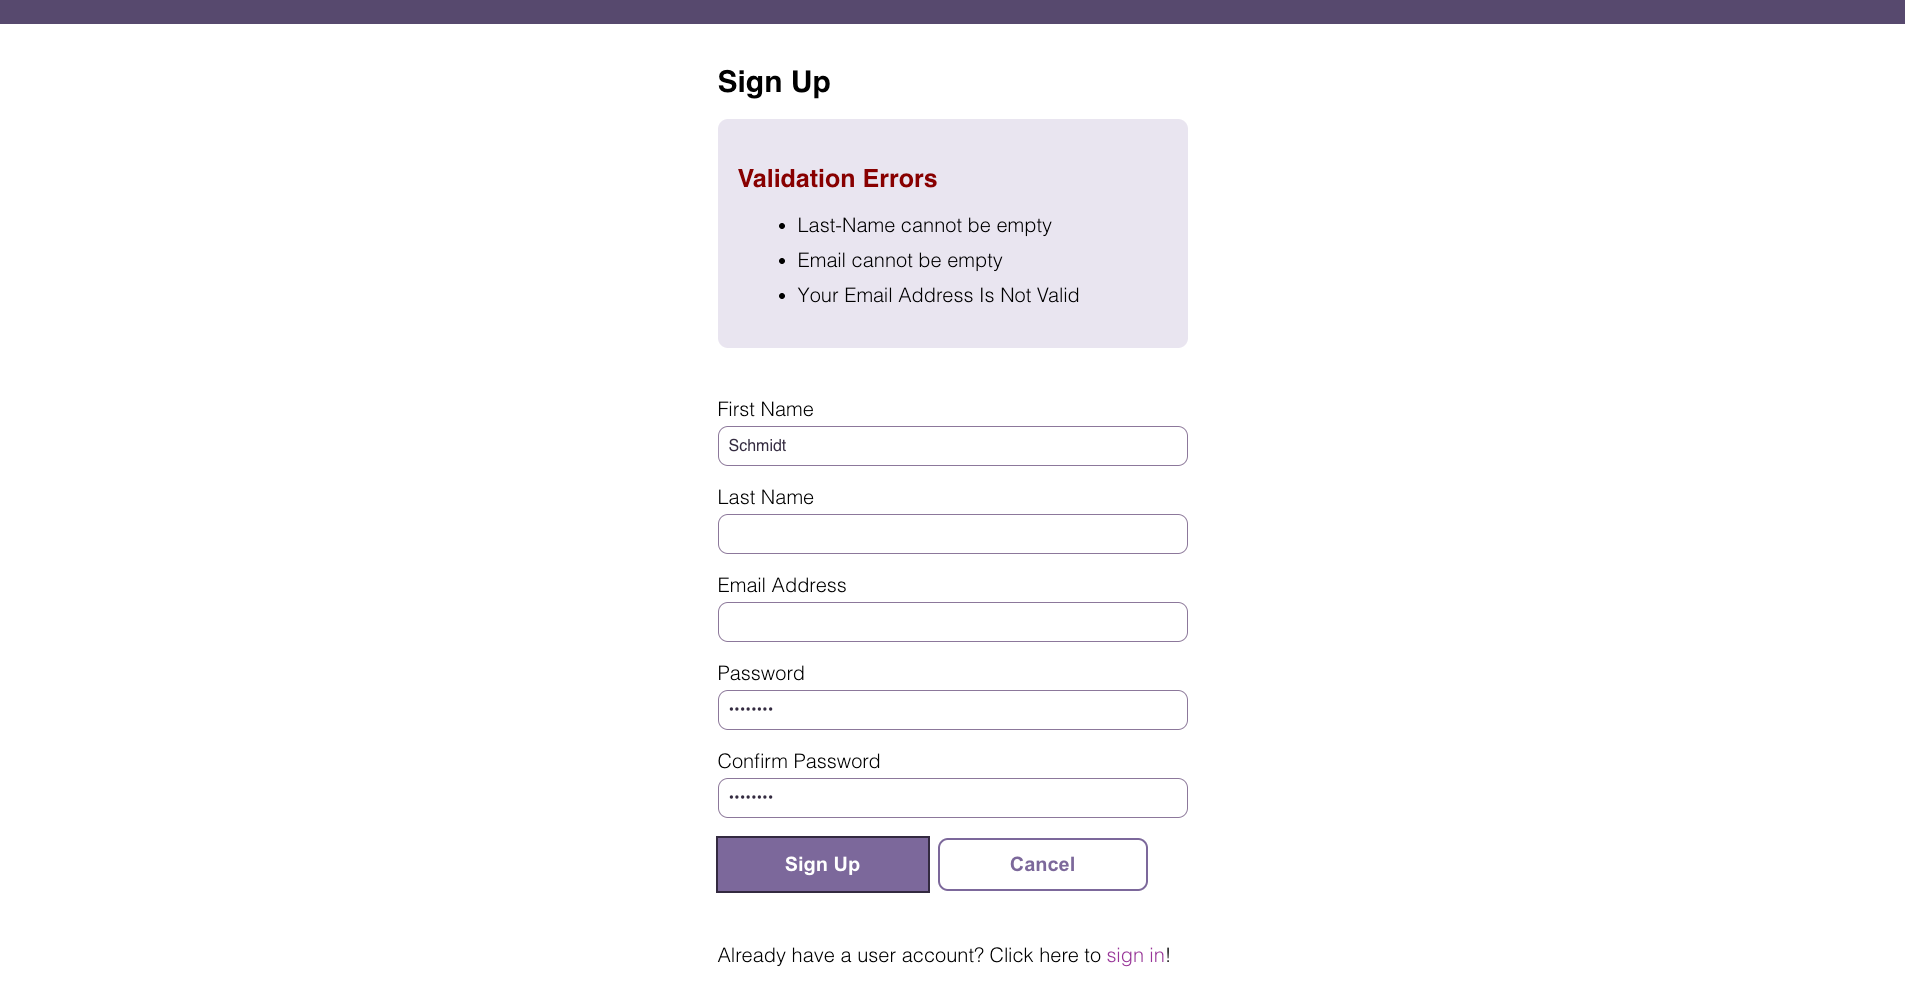 Sign Up
Validation Errors
• Last-Name cannot be empty
• Email cannot be empty
• Your Email Address Is Not Valid
First Name
Schmidt
Last Name
Email Address
Password
••••••••
Confirm Password
••••••••
Sign Up Cancel
Already have a user account? Click here to sign in!